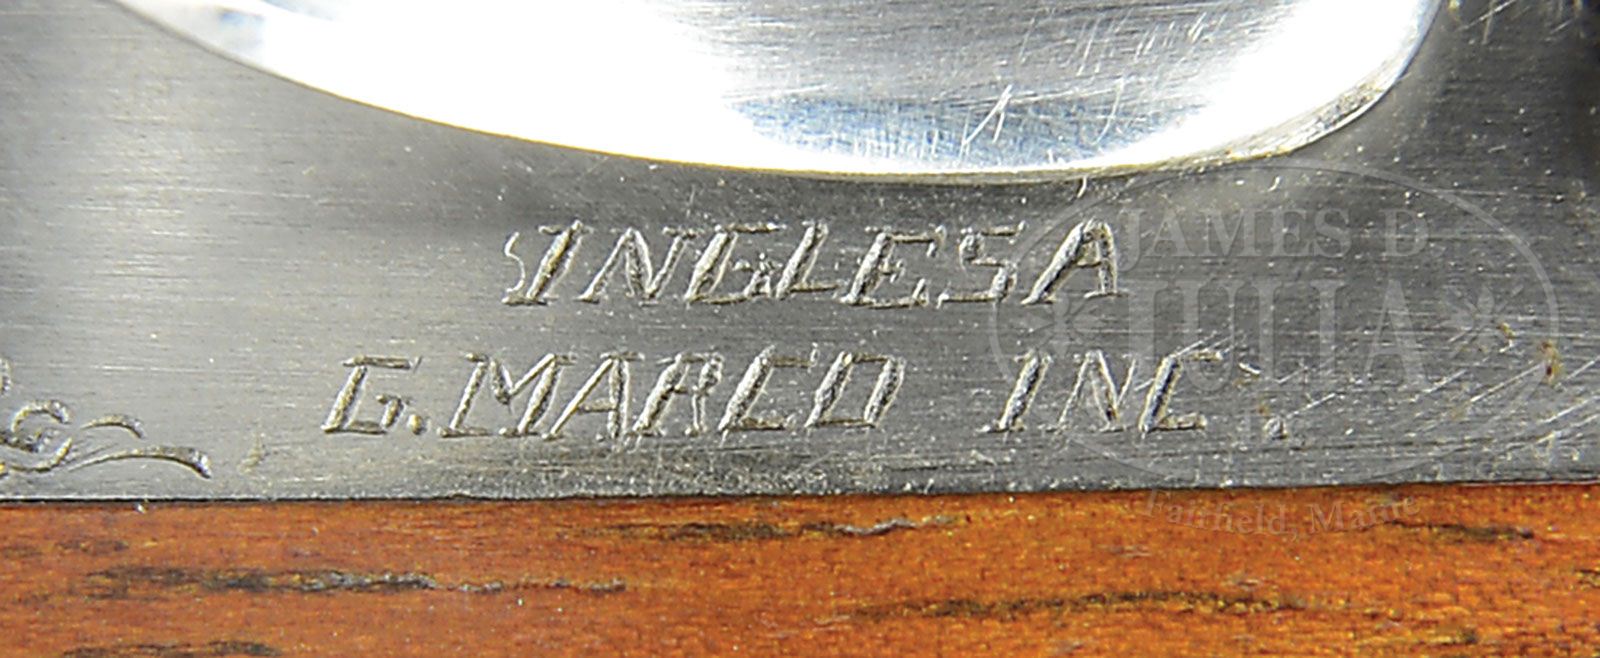 INGLESA
G. MARCO INC.
JAMES D.
JULIA
Fairfield, Maine